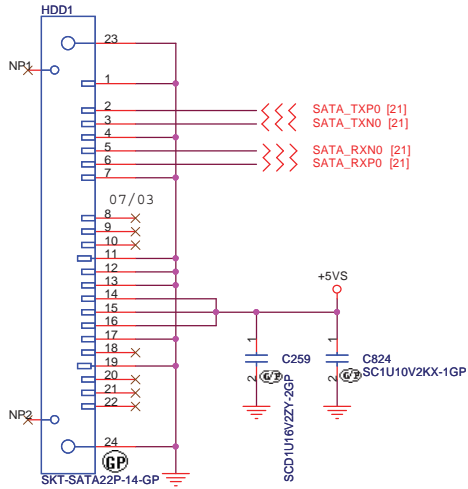 HDD1
23
NP1
1
2
SATA_TXP0 [21]
3
SATA_TXN0 [21]
4
5
SATA_RXN0 [21]
6
SATA_RXP0 [21]
7
07/03
8
9
10
11
12
13
14
15
16
17
18
19
20
21
22
+5VS
1
2
C259
G/P
SCD1U16V2ZY-2GP
1
2
C824
G/P
SC1U10V2KX-1GP
NP2
24
GP
SKT-SATA22P-14-GP